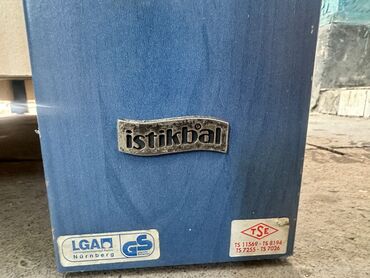 istikbal
LGA
Nürnberg
GS
TSE
TS 11569 - TS 8194
TS 7255 - TS 7026